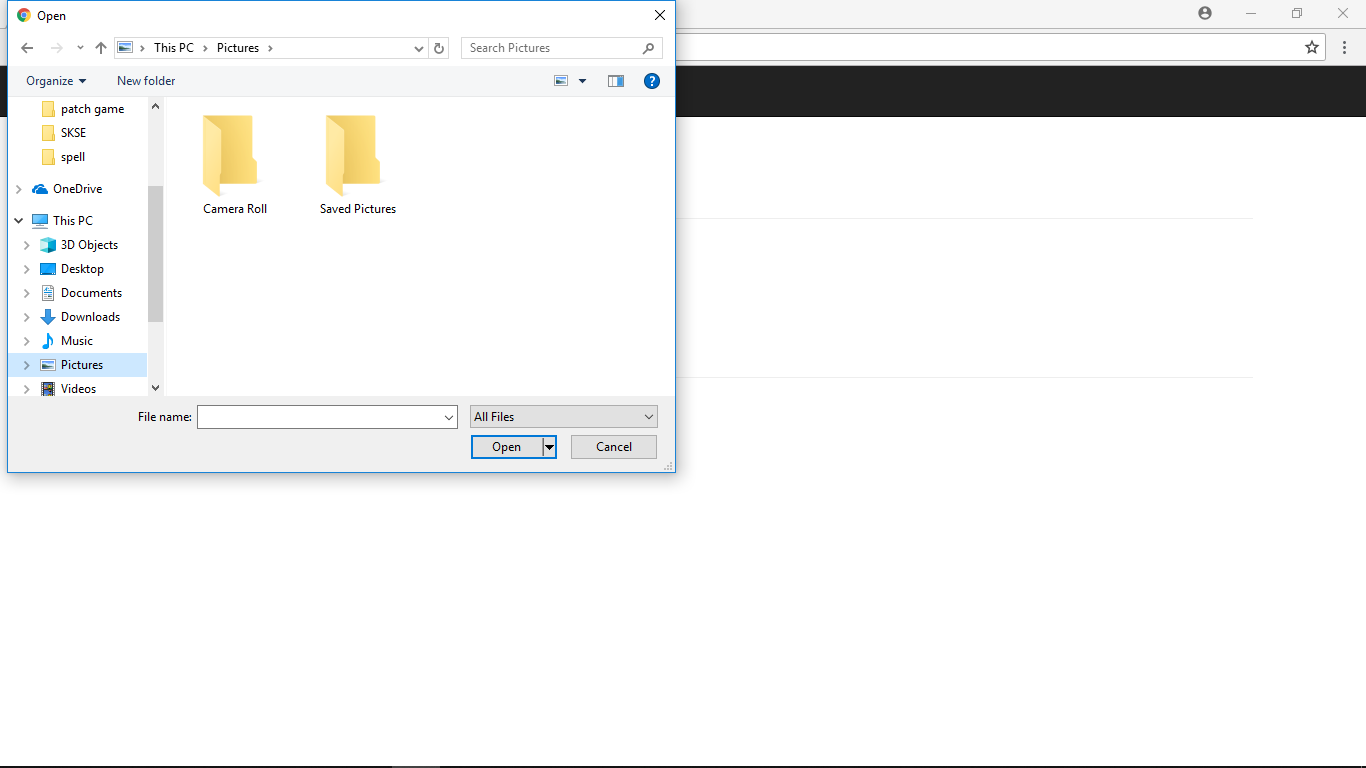 Open
This PC
Pictures
Search Pictures
Organize
New folder
?
patch game
SKSE
spell
OneDrive
This PC
3D Objects
Desktop
Documents
Downloads
Music
Pictures
Videos
Camera Roll
Saved Pictures
File name:
All Files
Open
Cancel